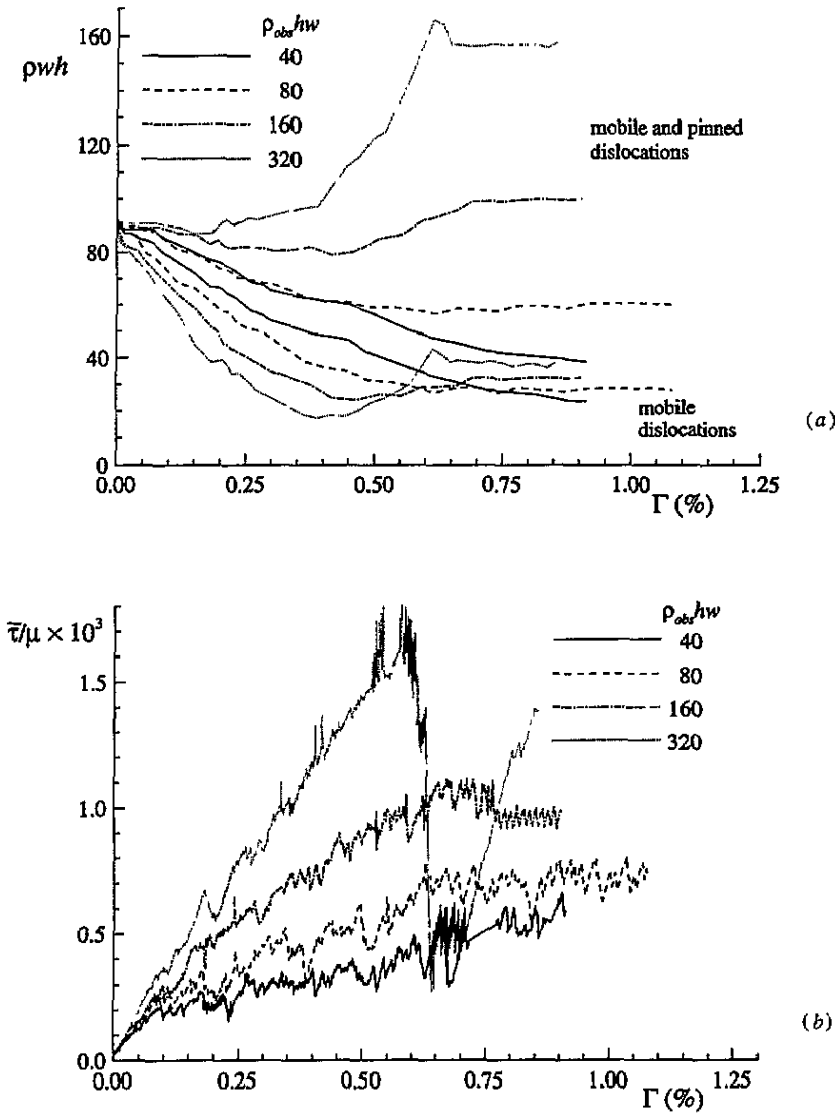 160
ρwh
120
80
40
0
ρ_obs hw
40
80
160
320
mobile and pinned
dislocations
mobile
dislocations
(a)
0.00 0.25 0.50 0.75 1.00 1.25
Γ (%)
τ̄/μ × 10³
1.5
1.0
0.5
0.0
ρ_obs hw
40
80
160
320
(b)
0.00 0.25 0.50 0.75 1.00 1.25
Γ (%)